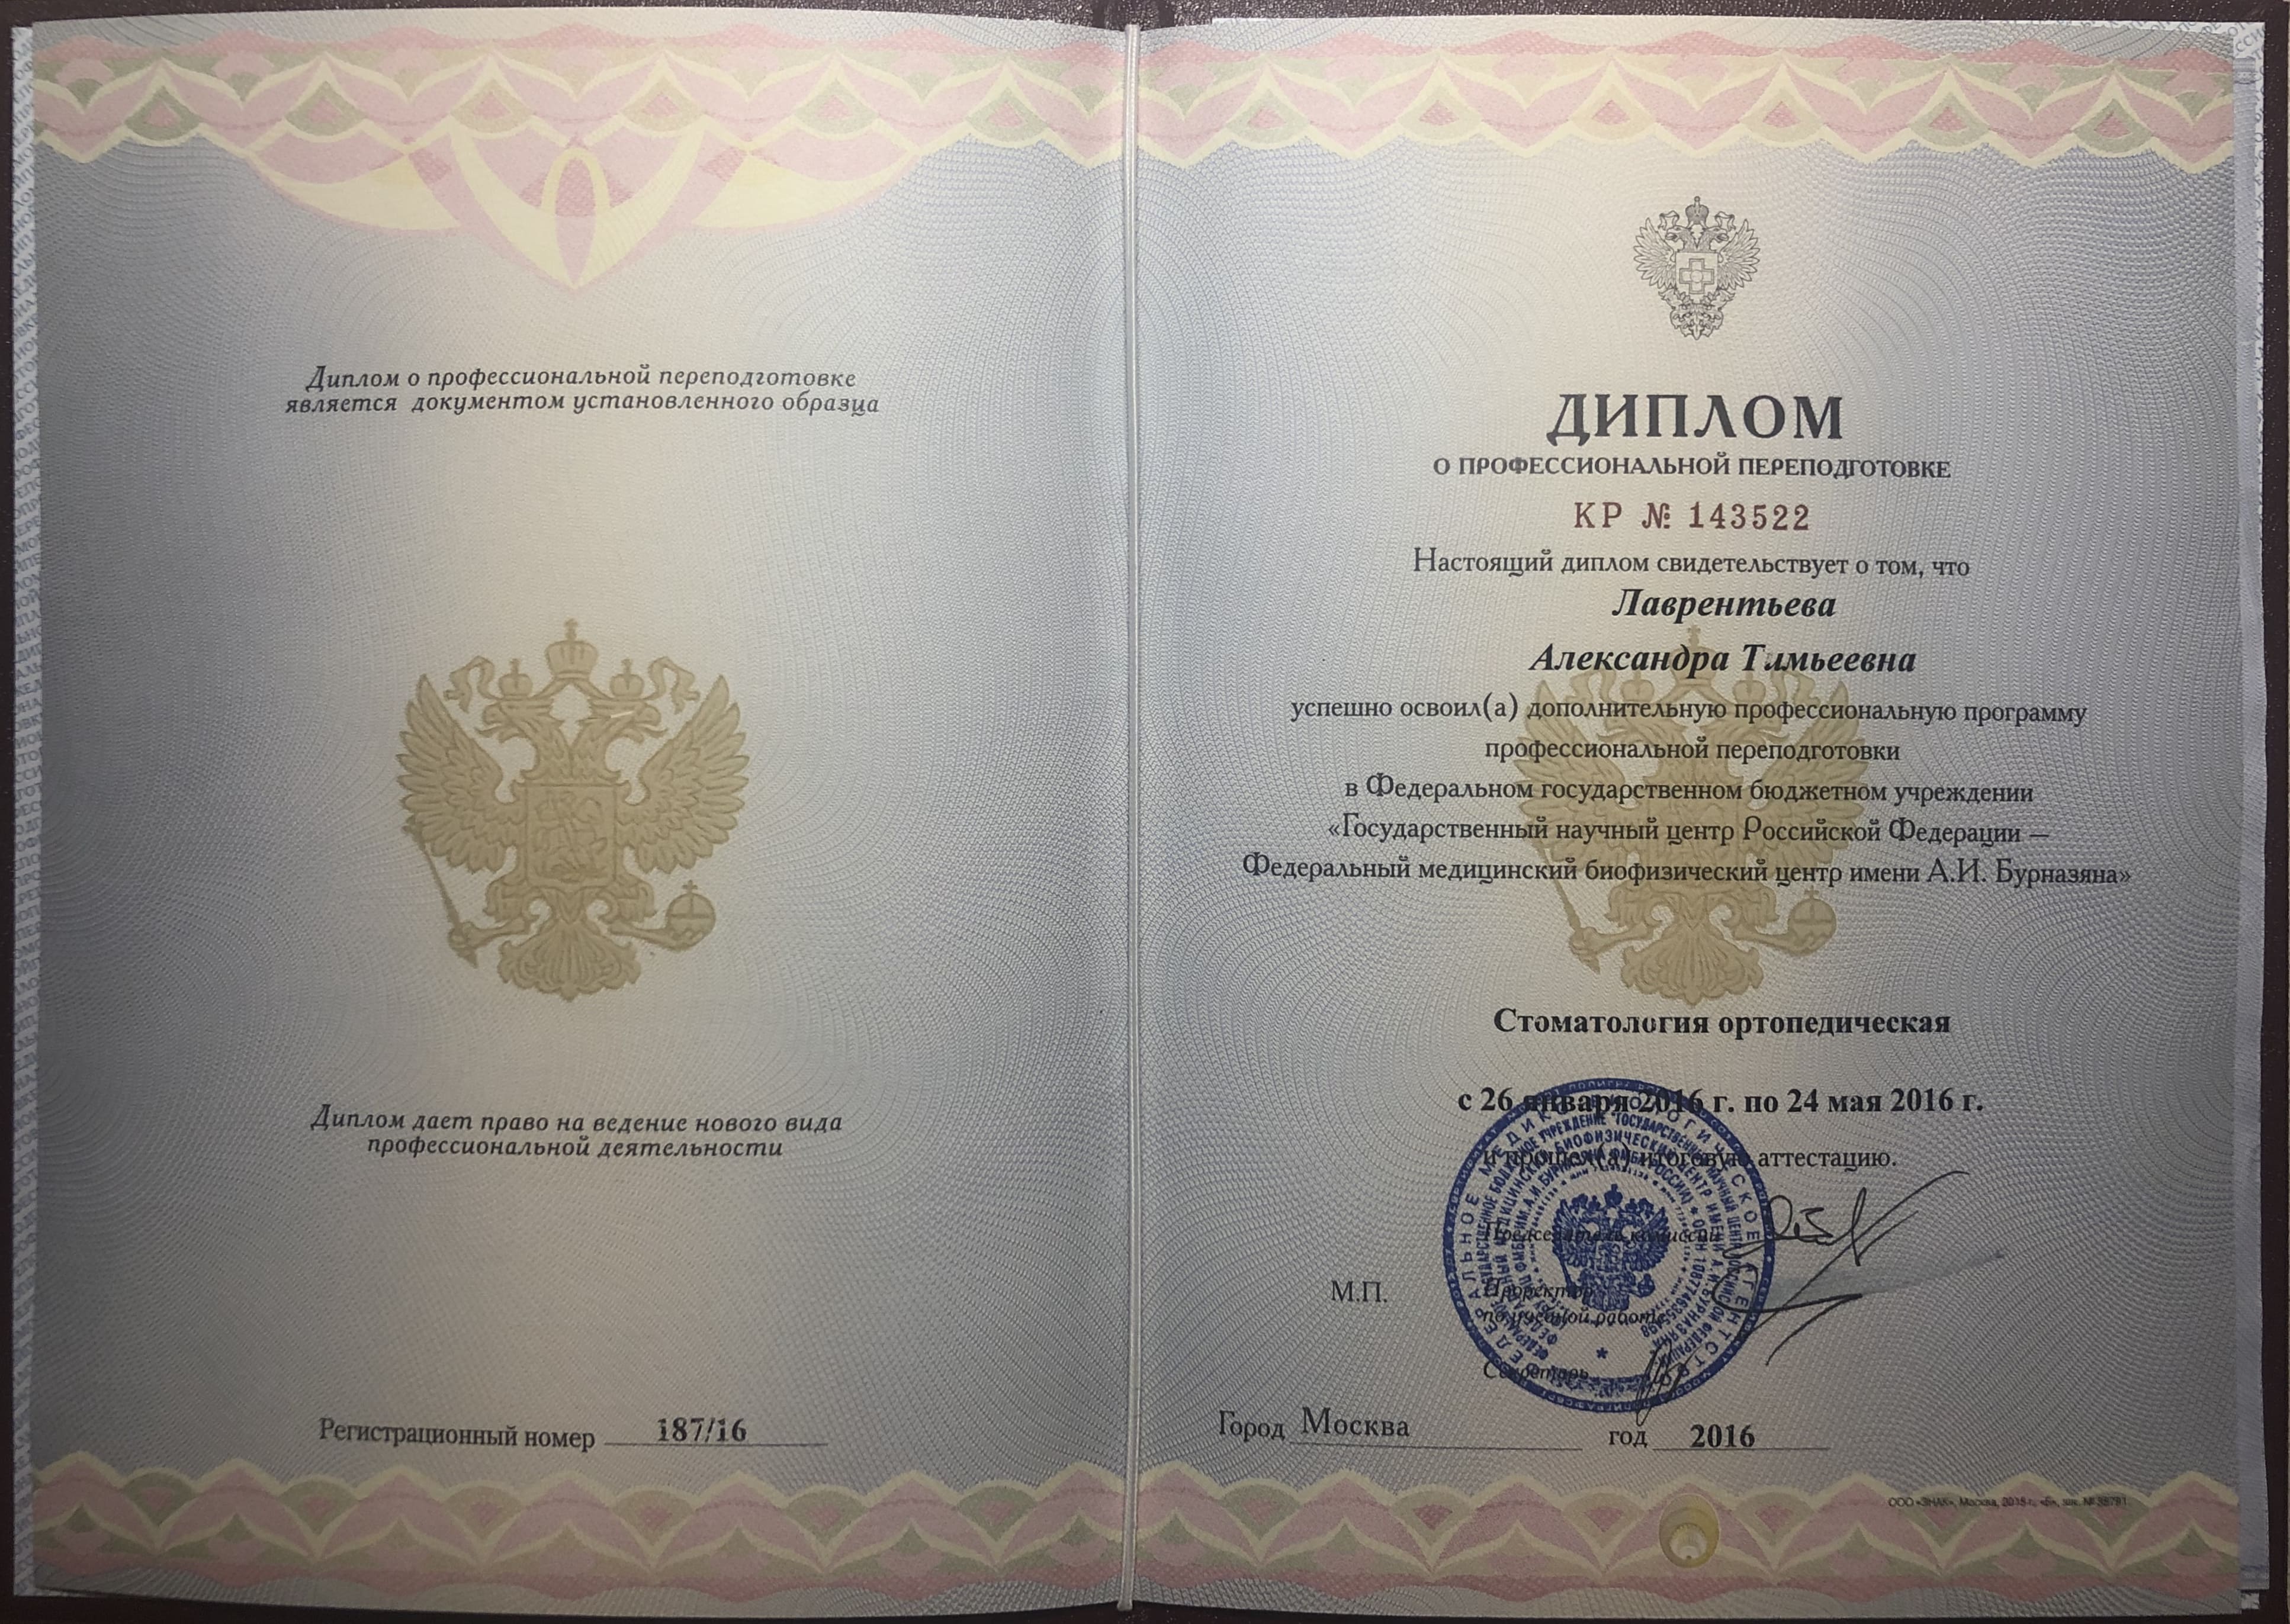 Диплом о профессиональной переподготовке
является документом установленного образца
Диплом дает право на ведение нового вида
профессиональной деятельности
Регистрационный номер 187/16
ДИПЛОМ
О ПРОФЕССИОНАЛЬНОЙ ПЕРЕПОДГОТОВКЕ
КР № 143522
Настоящий диплом свидетельствует о том, что
Лаврентьева
Александра Тимьеевна
успешно освоил(а) дополнительную профессиональную программу
профессиональной переподготовки
в Федеральном государственном бюджетном учреждении
«Государственный научный центр Российской Федерации —
Федеральный медицинский биофизический центр имени А.И. Бурназяна»
Стоматология ортопедическая
с 26 января 2016 г. по 24 мая 2016 г.
и прошел(а) итоговую аттестацию.
Председатель комиссии
М.П.
Проректор
по учебной работе
Секретарь
Город Москва год 2016
ООО «ЗНАК», Москва, 2015 г., «Б», зак. № 38791